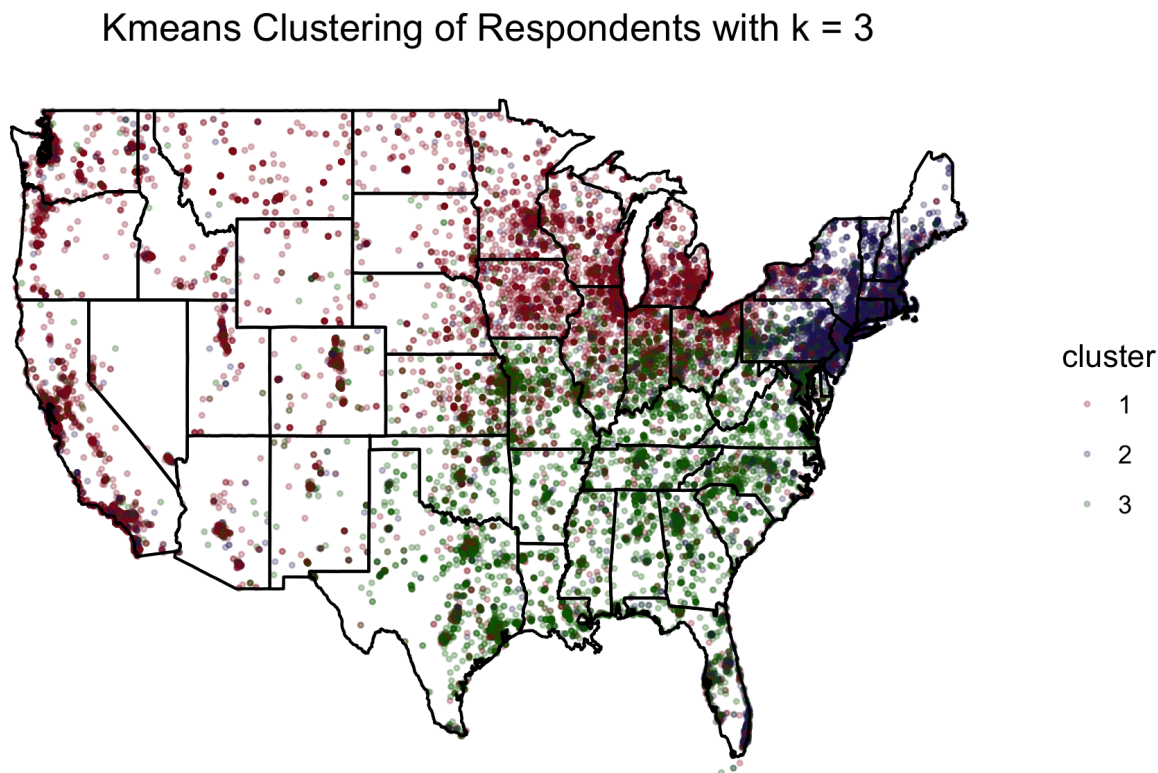 Kmeans Clustering of Respondents with k = 3
cluster
1
2
3